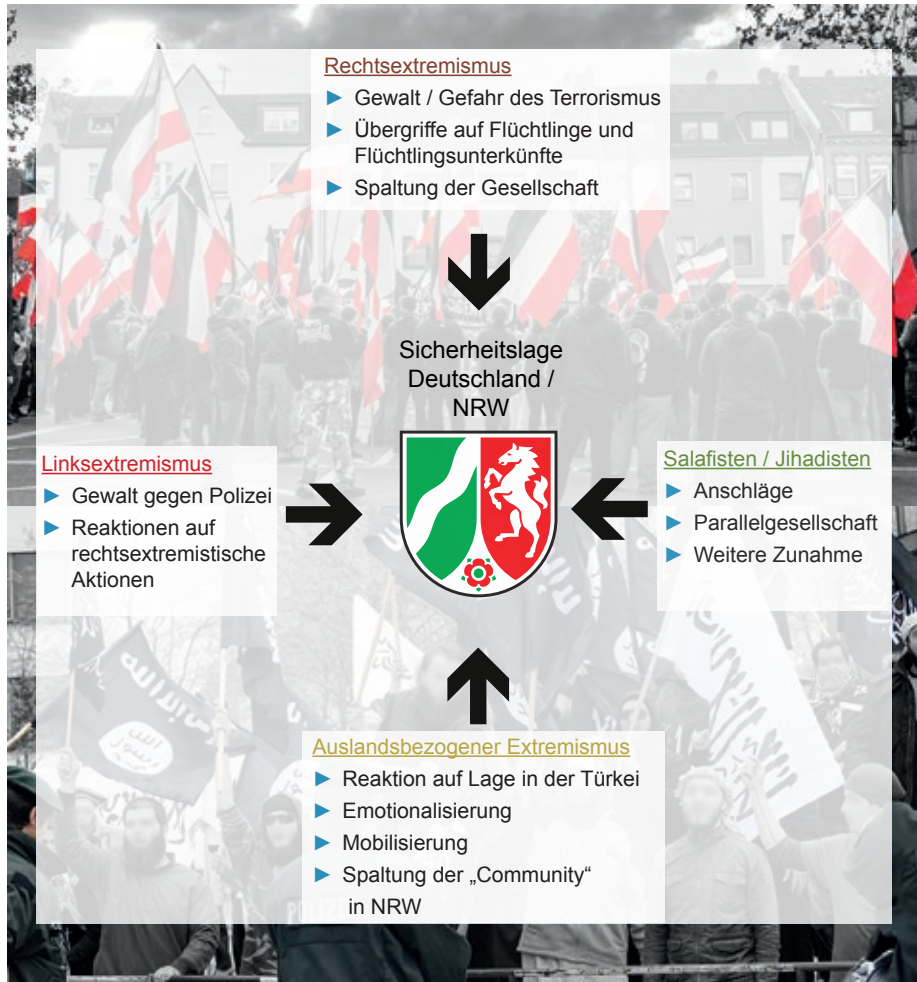 Rechtsextremismus
► Gewalt / Gefahr des Terrorismus
► Übergriffe auf Flüchtlinge und
Flüchtlingsunterkünfte
► Spaltung der Gesellschaft
Sicherheitslage
Deutschland /
NRW
Linksextremismus
► Gewalt gegen Polizei
► Reaktionen auf
rechtsextremistische
Aktionen
Salafisten / Jihadisten
► Anschläge
► Parallelgesellschaft
► Weitere Zunahme
Auslandsbezogener Extremismus
► Reaktion auf Lage in der Türkei
► Emotionalisierung
► Mobilisierung
► Spaltung der „Community“
in NRW